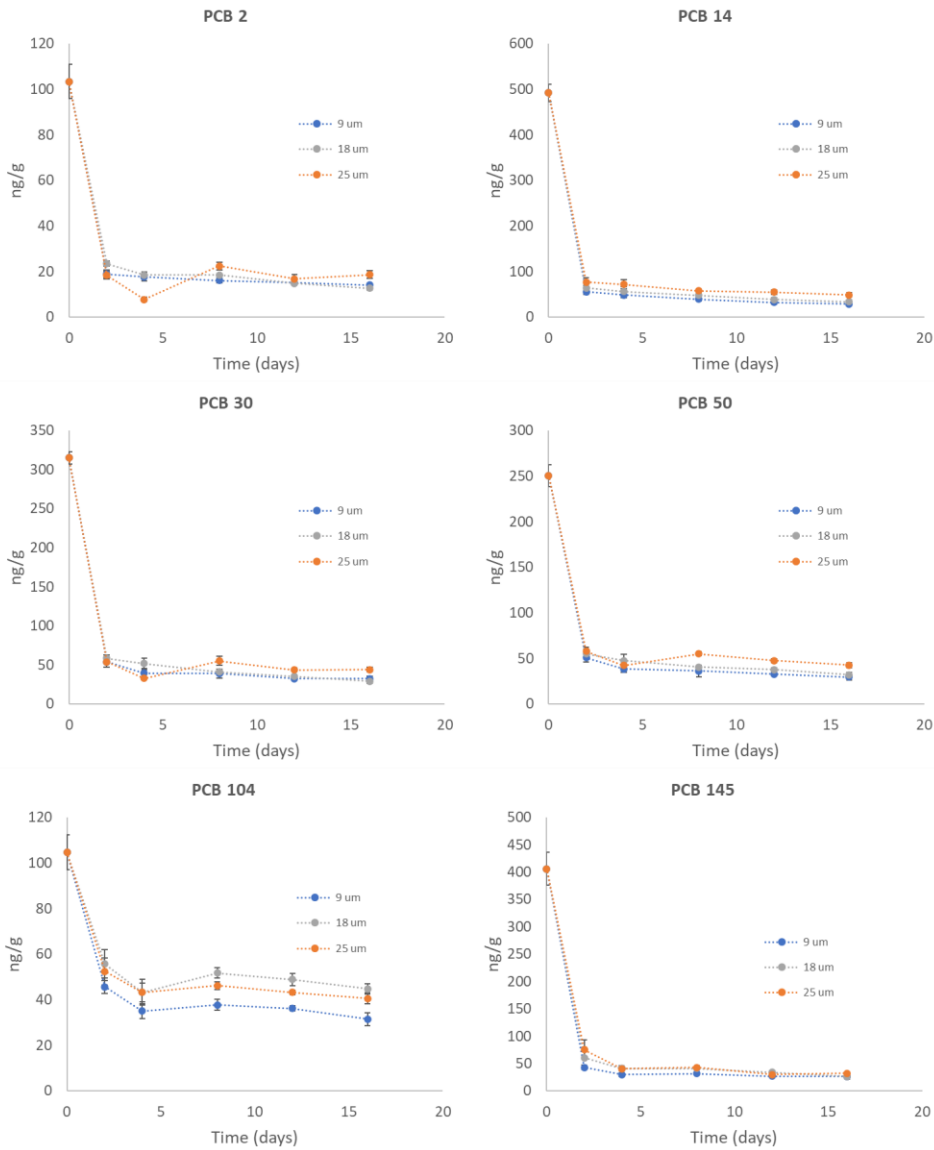 PCB 2
120
100
80
60
40
20
0
ng/g
0 5 10 15 20
Time (days)
9 um
18 um
25 um
PCB 14
600
500
400
300
200
100
0
ng/g
0 5 10 15 20
Time (days)
9 um
18 um
25 um
PCB 30
350
300
250
200
150
100
50
0
ng/g
0 5 10 15 20
Time (days)
9 um
18 um
25 um
PCB 50
300
250
200
150
100
50
0
ng/g
0 5 10 15 20
Time (days)
9 um
18 um
25 um
PCB 104
120
100
80
60
40
20
0
ng/g
0 5 10 15 20
Time (days)
9 um
18 um
25 um
PCB 145
500
450
400
350
300
250
200
150
100
50
0
ng/g
0 5 10 15 20
Time (days)
9 um
18 um
25 um